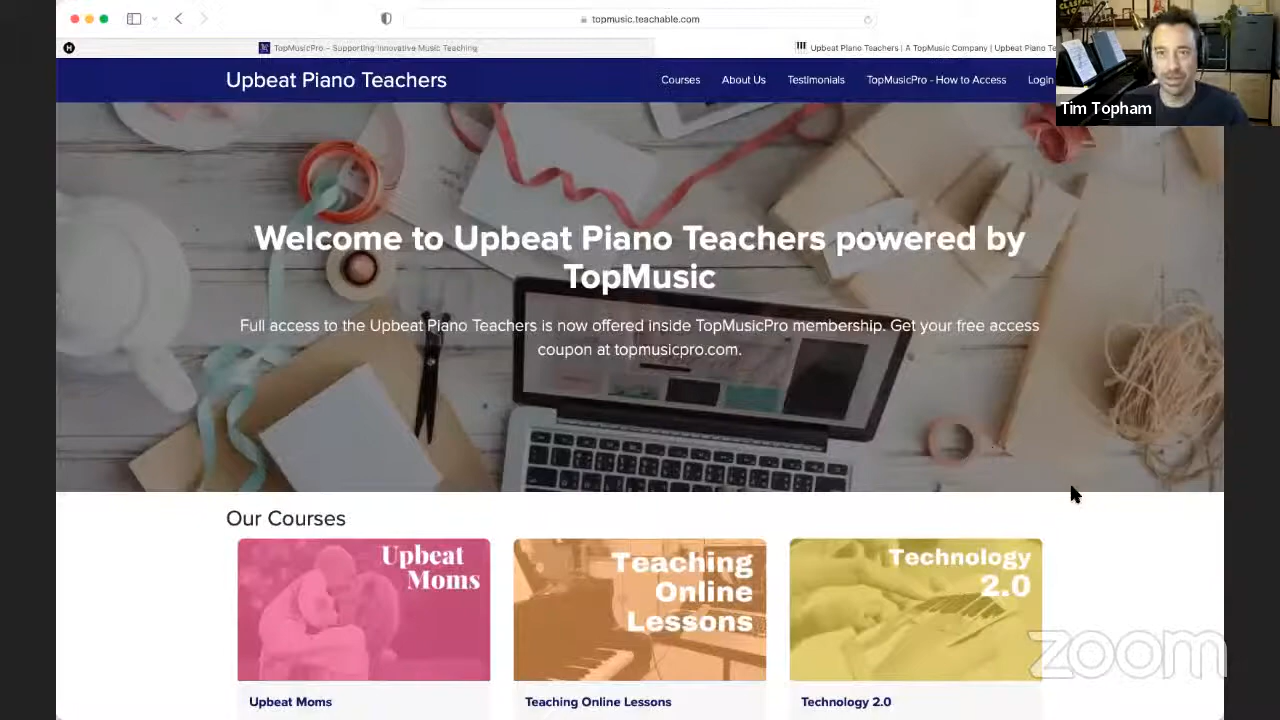 topmusic.teachable.com
TopMusicPro – Supporting Innovative Music Teaching
Upbeat Piano Teachers | A TopMusic Company | Upbeat Piano Te
Upbeat Piano Teachers
Courses
About Us
Testimonials
TopMusicPro - How to Access
Login
Tim Topham
Welcome to Upbeat Piano Teachers powered by
TopMusic
Full access to the Upbeat Piano Teachers is now offered inside TopMusicPro membership. Get your free access
coupon at topmusicpro.com.
Our Courses
Upbeat
Moms
Teaching
Online
Lessons
Technology
2.0
zoom
Upbeat Moms
Teaching Online Lessons
Technology 2.0